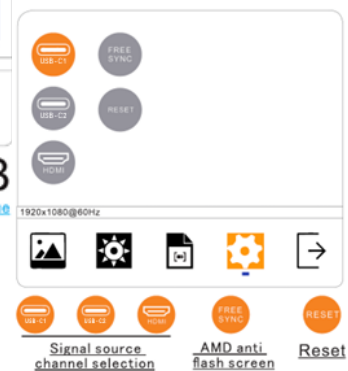 USB-C1
FREE
SYNC
USB-C2
RESET
HDMI
1920x1080@60Hz
USB-C1
USB-C2
HDMI
FREE
SYNC
RESET
Signal source
channel selection
AMD anti
flash screen
Reset